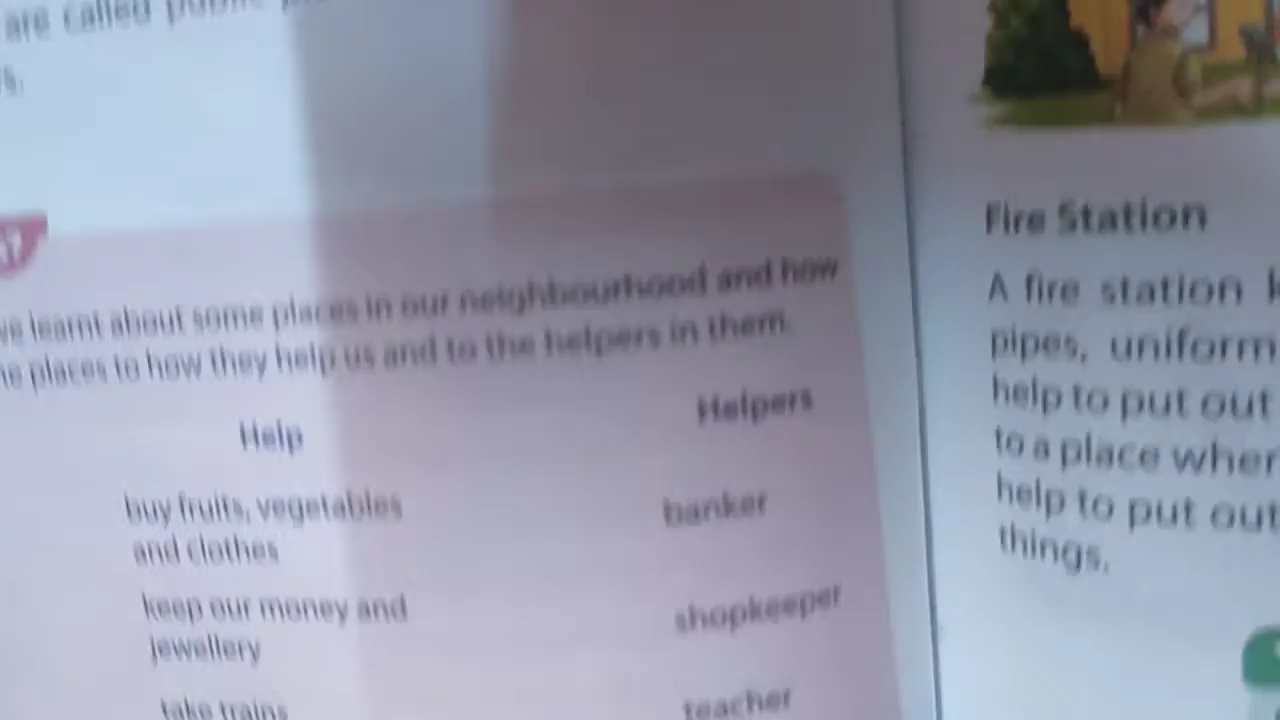 are called public
s.
ve learnt about some places in our neighbourhood and how
places to how they help us and to the helpers in them.
Help
Helpers
buy fruits, vegetables
and clothes
banker
keep our money and
jewellery
shopkeeper
take trains
teacher
Fire Station
A fire station
pipes, uniform
help to put out
to a place wher
help to put out
things.